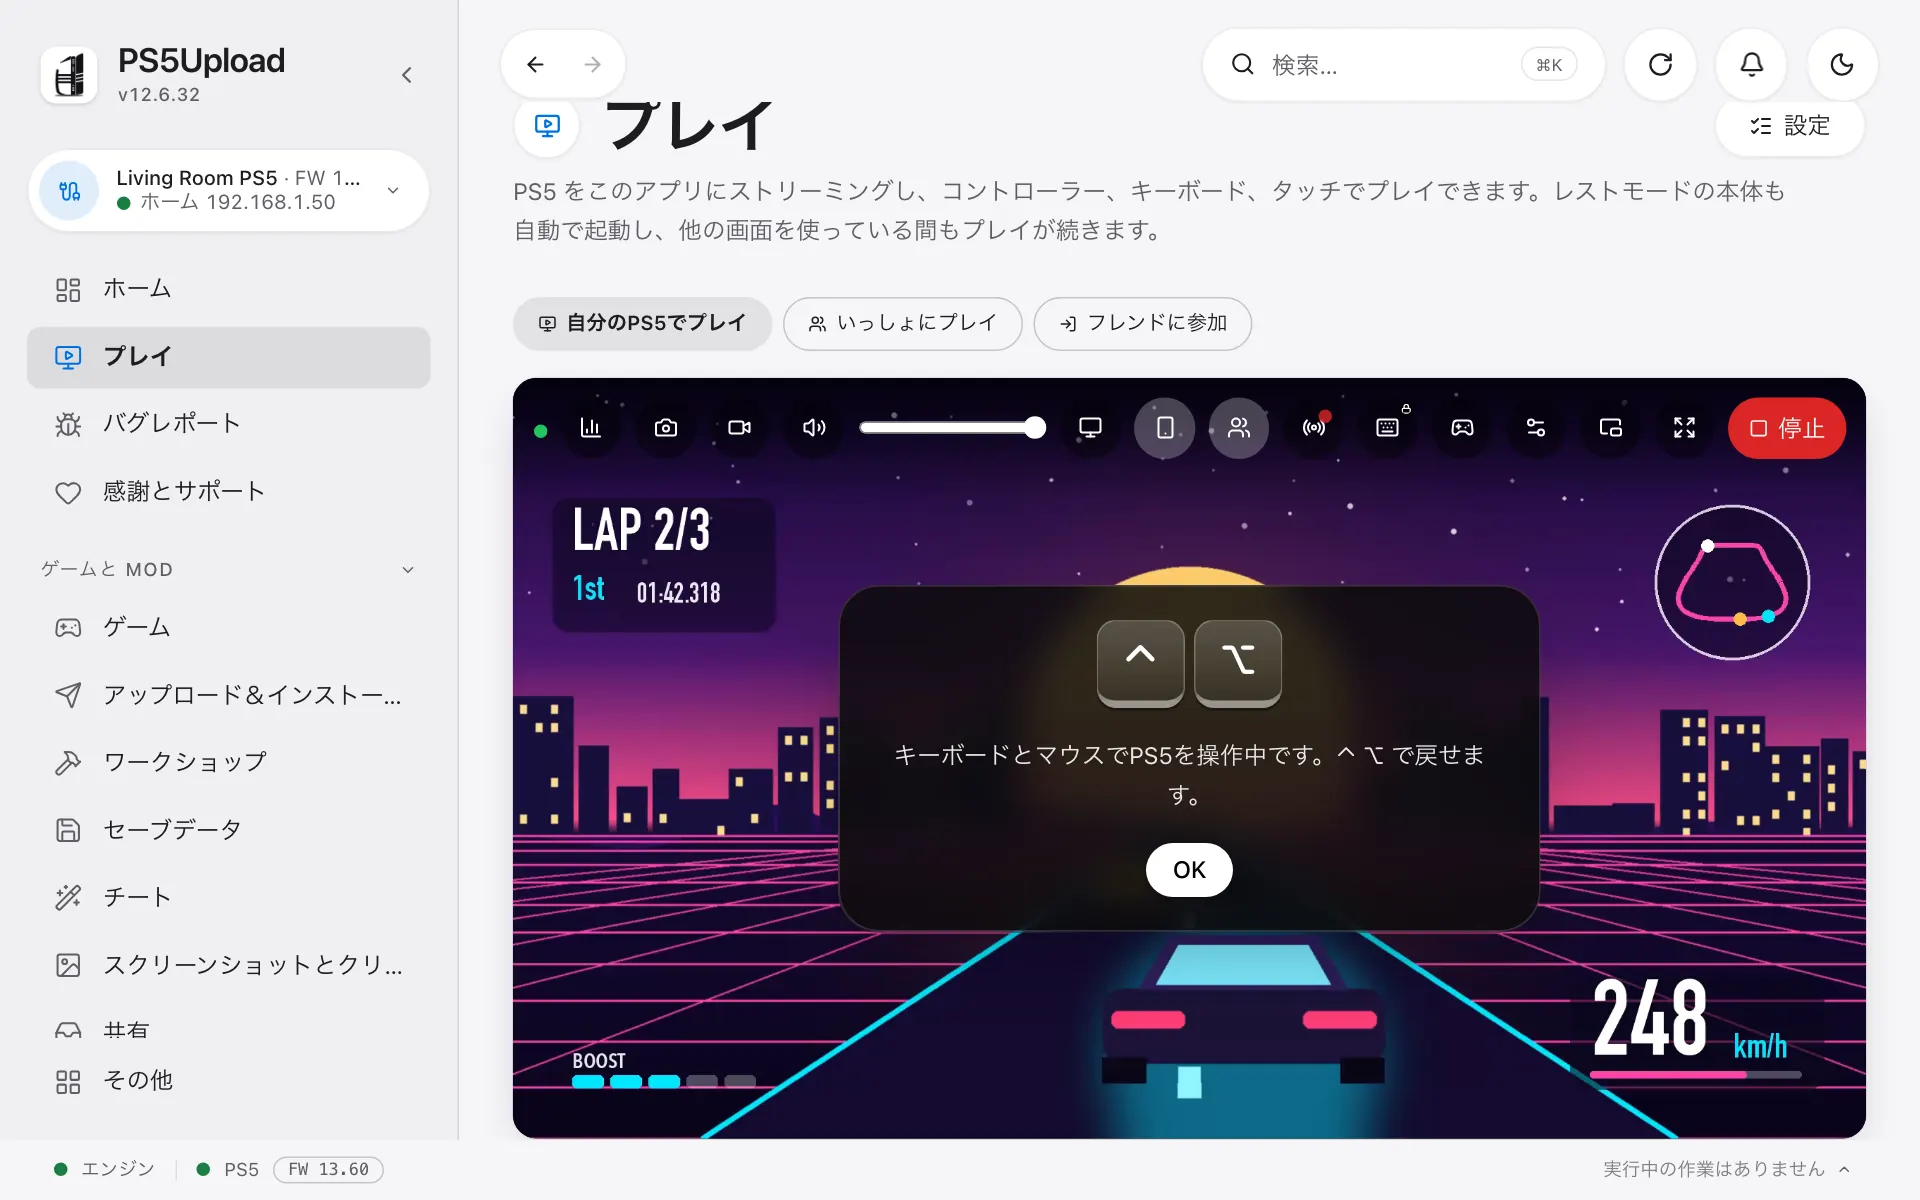 PS5Upload
v12.6.32
Living Room PS5 · FW 1...
ホーム 192.168.1.50
ホーム
プレイ
バグレポート
感謝とサポート
ゲームと MOD
ゲーム
アップロード＆インストー...
ワークショップ
セーブデータ
チート
スクリーンショットとクリ...
共有
その他
検索...
⌘K
プレイ
設定
PS5 をこのアプリにストリーミングし、コントローラー、キーボード、タッチでプレイできます。レストモードの本体も
自動で起動し、他の画面を使っている間もプレイが続きます。
自分のPS5でプレイ
いっしょにプレイ
フレンドに参加
停止
LAP 2/3
1st 01:42.318
^ ⌥
キーボードとマウスでPS5を操作中です。^ ⌥ で戻せま
す。
OK
BOOST
248 km/h
エンジン
PS5
FW 13.60
実行中の作業はありません